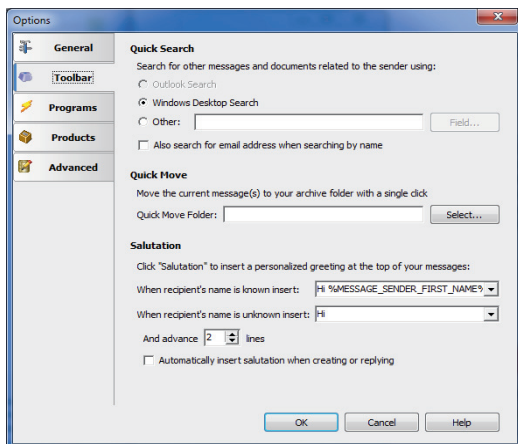 Options
General
Toolbar
Programs
Products
Advanced
Quick Search
Search for other messages and documents related to the sender using:
Outlook Search
Windows Desktop Search
Other:
Field...
Also search for email address when searching by name
Quick Move
Move the current message(s) to your archive folder with a single click
Quick Move Folder:
Select...
Salutation
Click "Salutation" to insert a personalized greeting at the top of your messages:
When recipient's name is known insert: Hi %MESSAGE_SENDER_FIRST_NAME%
When recipient's name is unknown insert: Hi
And advance 2 lines
Automatically insert salutation when creating or replying
OK Cancel Help